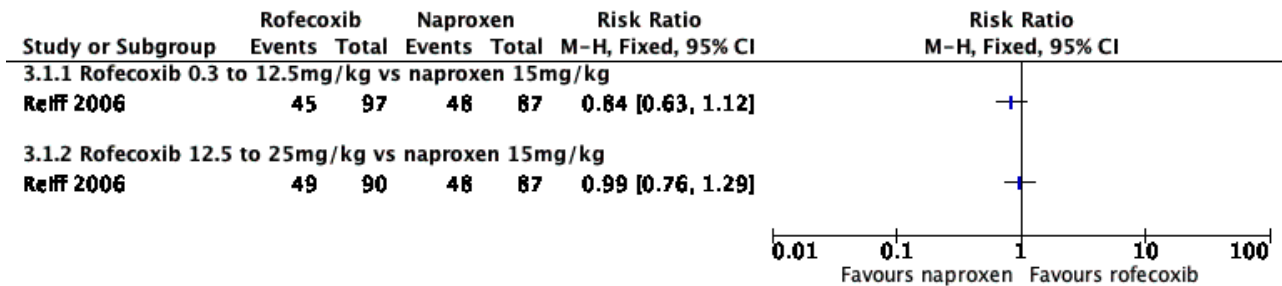 Rofecoxib Naproxen Risk Ratio Risk Ratio
Study or Subgroup Events Total Events Total M-H, Fixed, 95% CI M-H, Fixed, 95% CI
3.1.1 Rofecoxib 0.3 to 12.5mg/kg vs naproxen 15mg/kg
Reiff 2006 45 97 48 87 0.84 [0.63, 1.12]
3.1.2 Rofecoxib 12.5 to 25mg/kg vs naproxen 15mg/kg
Reiff 2006 49 90 48 87 0.99 [0.76, 1.29]
0.01 0.1 1 10 100
Favours naproxen Favours rofecoxib